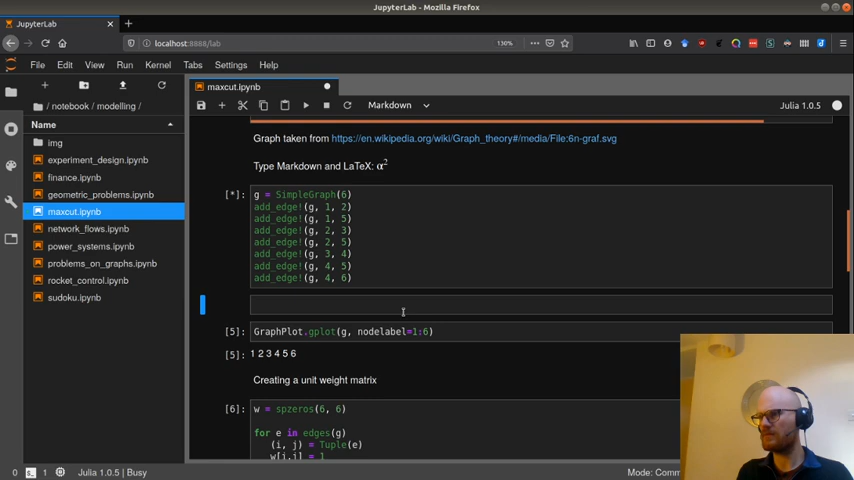 JupyterLab - Mozilla Firefox
JupyterLab
localhost:8888/lab
130%
File Edit View Run Kernel Tabs Settings Help
maxcut.ipynb
Markdown
Julia 1.0.5
/ notebook / modelling /
Name
img
experiment_design.ipynb
finance.ipynb
geometric_problems.ipynb
maxcut.ipynb
network_flows.ipynb
power_systems.ipynb
problems_on_graphs.ipynb
rocket_control.ipynb
sudoku.ipynb
Graph taken from https://en.wikipedia.org/wiki/Graph_theory#/media/File:6n-graf.svg
Type Markdown and LaTeX: α²
[*]: g = SimpleGraph(6)
add_edge!(g, 1, 2)
add_edge!(g, 1, 5)
add_edge!(g, 2, 3)
add_edge!(g, 2, 5)
add_edge!(g, 3, 4)
add_edge!(g, 4, 5)
add_edge!(g, 4, 6)
[5]: GraphPlot.gplot(g, nodelabel=1:6)
[5]: 1 2 3 4 5 6
Creating a unit weight matrix
[6]: w = spzeros(6, 6)
for e in edges(g)
(i, j) = Tuple(e)
w[i,j] = 1
0 1 Julia 1.0.5 | Busy
Mode: Comm